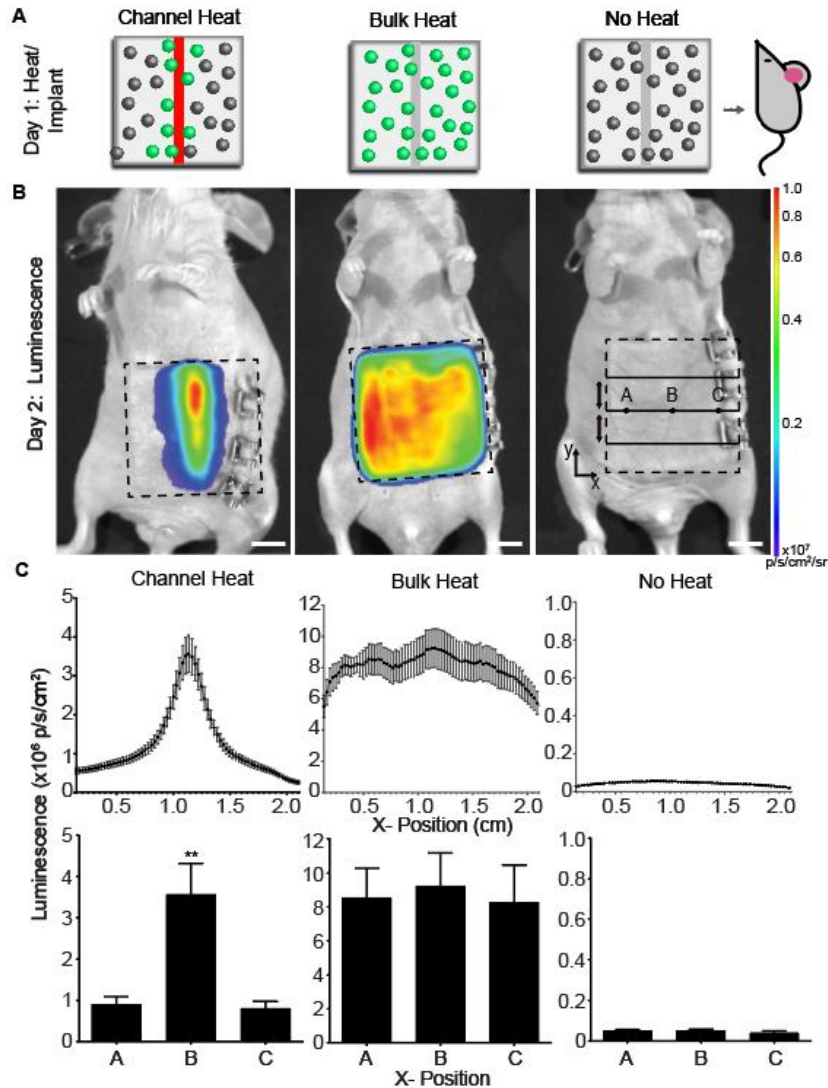 A
Channel Heat
Bulk Heat
No Heat
Day 1: Heat/
Implant
B
Day 2: Luminescence
A B C
y
x
1.0
0.8
0.4
0.2
x10⁷
p/s/cm²/sr
C
Channel Heat
Bulk Heat
No Heat
Luminescence (x10⁶ p/s/cm²)
5
4
3
2
1
0
0.5 1.0 1.5 2.0
12
10
8
6
4
2
0
0.5 1.0 1.5 2.0
1.0
0.8
0.6
0.4
0.2
0
0.5 1.0 1.5 2.0
X- Position (cm)
5
4
3
2
1
0
**
A B C
12
10
8
6
4
2
0
A B C
1.0
0.8
0.6
0.4
0.2
0
A B C
X- Position